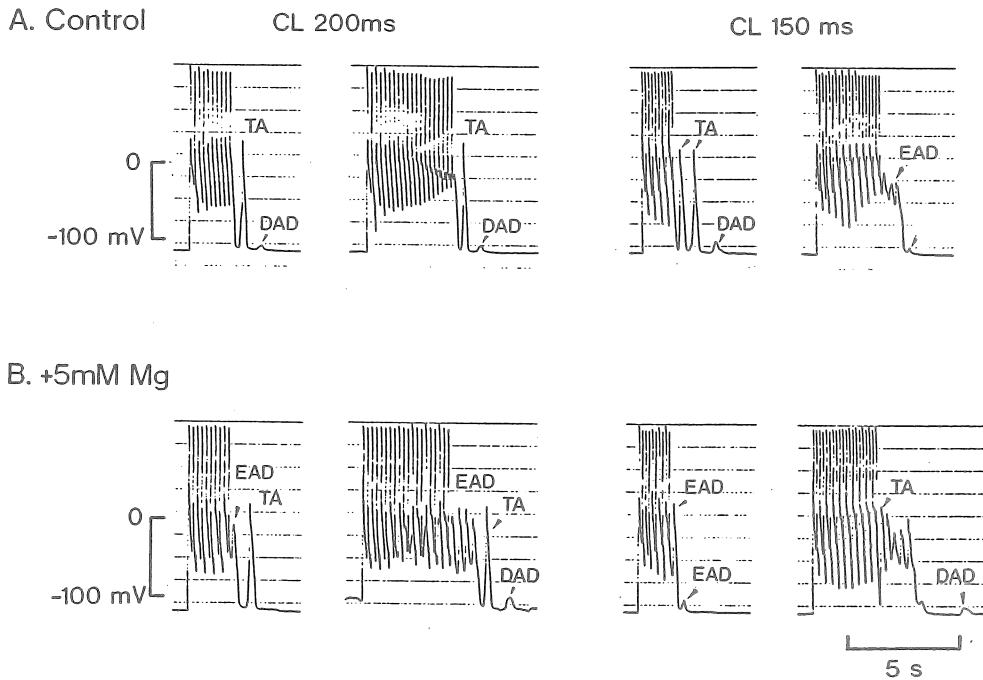 A. Control
CL 200ms
CL 150 ms
TA
TA
TA
EAD
0
DAD
DAD
DAD
-100 mV
B. +5mM Mg
EAD
TA
EAD
TA
EAD
TA
0
EAD
DAD
DAD
-100 mV
5 s